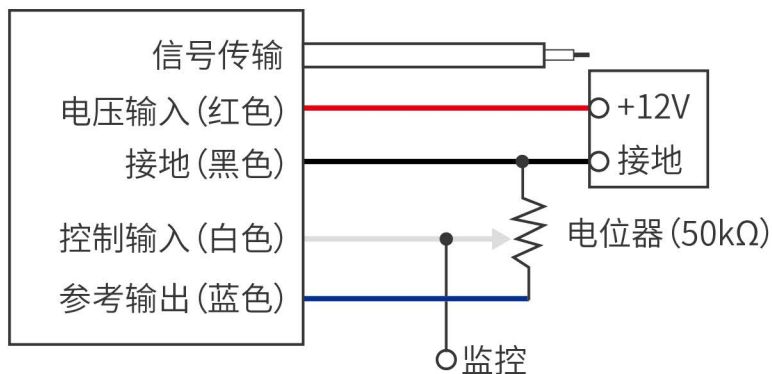 信号传输
电压输入(红色)
+12V
接地(黑色)
接地
控制输入(白色)
电位器(50kΩ)
参考输出(蓝色)
监控